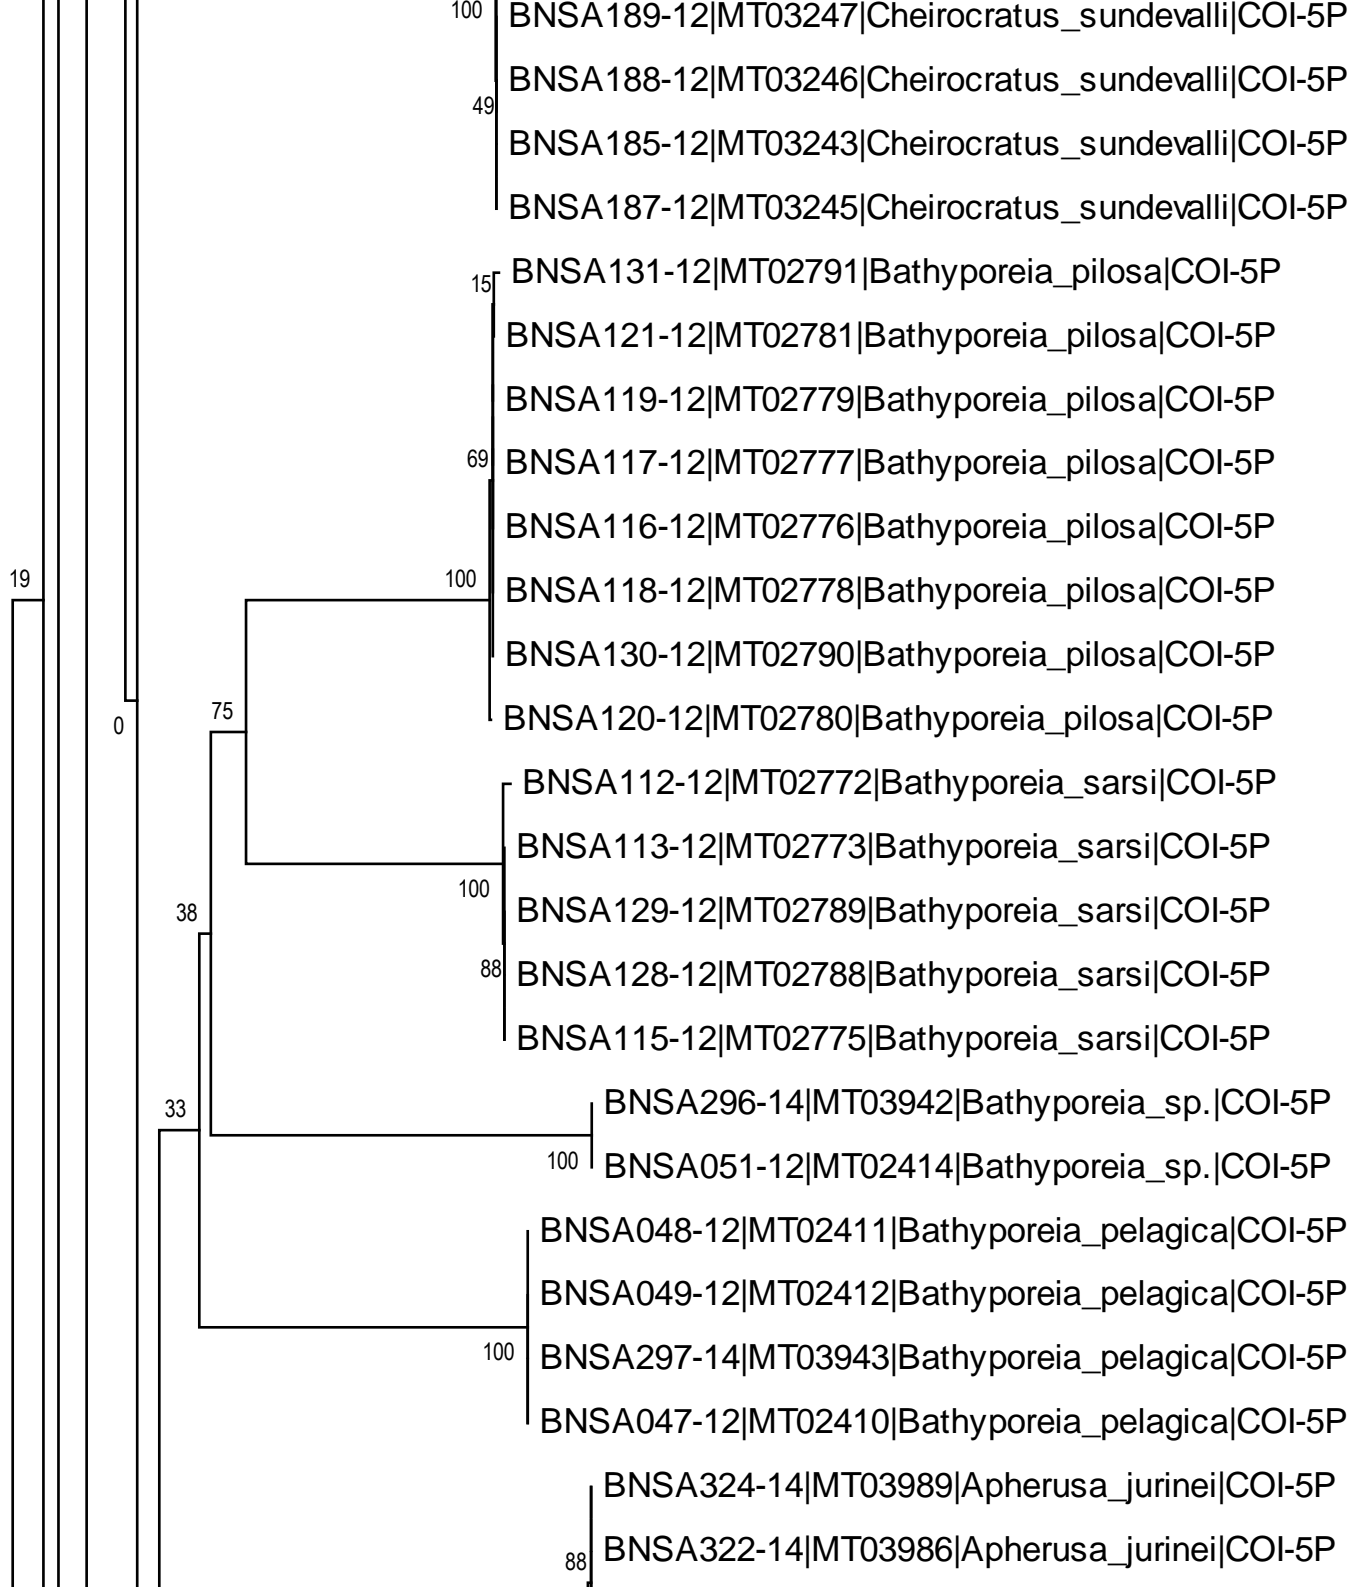 100
BNSA189-12|MT03247|Cheirocratus_sundevalli|COI-5P
BNSA188-12|MT03246|Cheirocratus_sundevalli|COI-5P
49
BNSA185-12|MT03243|Cheirocratus_sundevalli|COI-5P
BNSA187-12|MT03245|Cheirocratus_sundevalli|COI-5P
BNSA131-12|MT02791|Bathyporeia_pilosa|COI-5P
15
BNSA121-12|MT02781|Bathyporeia_pilosa|COI-5P
BNSA119-12|MT02779|Bathyporeia_pilosa|COI-5P
69
BNSA117-12|MT02777|Bathyporeia_pilosa|COI-5P
BNSA116-12|MT02776|Bathyporeia_pilosa|COI-5P
19
100
BNSA118-12|MT02778|Bathyporeia_pilosa|COI-5P
BNSA130-12|MT02790|Bathyporeia_pilosa|COI-5P
75
0
BNSA120-12|MT02780|Bathyporeia_pilosa|COI-5P
BNSA112-12|MT02772|Bathyporeia_sarsi|COI-5P
BNSA113-12|MT02773|Bathyporeia_sarsi|COI-5P
100
38
BNSA129-12|MT02789|Bathyporeia_sarsi|COI-5P
88
BNSA128-12|MT02788|Bathyporeia_sarsi|COI-5P
BNSA115-12|MT02775|Bathyporeia_sarsi|COI-5P
33
BNSA296-14|MT03942|Bathyporeia_sp.|COI-5P
100
BNSA051-12|MT02414|Bathyporeia_sp.|COI-5P
BNSA048-12|MT02411|Bathyporeia_pelagica|COI-5P
BNSA049-12|MT02412|Bathyporeia_pelagica|COI-5P
100
BNSA297-14|MT03943|Bathyporeia_pelagica|COI-5P
BNSA047-12|MT02410|Bathyporeia_pelagica|COI-5P
BNSA324-14|MT03989|Apherusa_jurinei|COI-5P
BNSA322-14|MT03986|Apherusa_jurinei|COI-5P
88